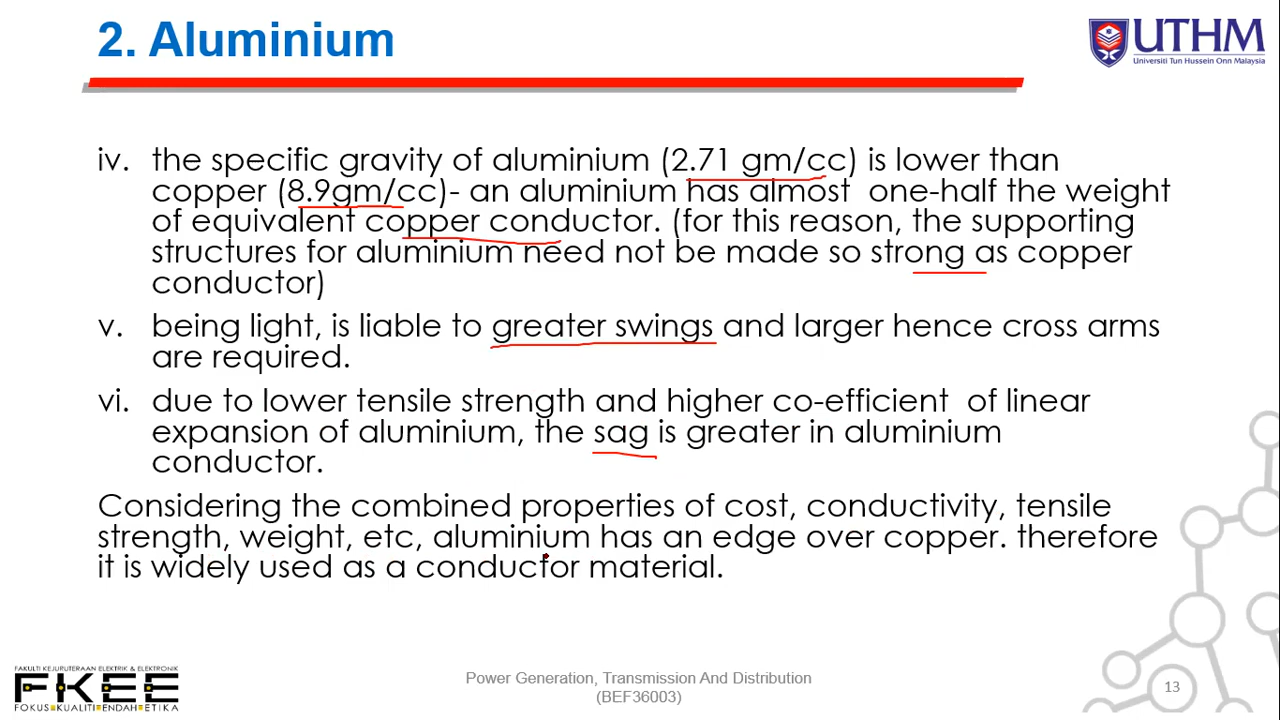 2. Aluminium
UTHM
Universiti Tun Hussein Onn Malaysia
iv. the specific gravity of aluminium (2.71 gm/cc) is lower than
copper (8.9gm/cc)- an aluminium has almost one-half the weight
of equivalent copper conductor. (for this reason, the supporting
structures for aluminium need not be made so strong as copper
conductor)
v. being light, is liable to greater swings and larger hence cross arms
are required.
vi. due to lower tensile strength and higher co-efficient of linear
expansion of aluminium, the sag is greater in aluminium
conductor.
Considering the combined properties of cost, conductivity, tensile
strength, weight, etc, aluminium has an edge over copper. therefore
it is widely used as a conductor material.
FAKULTI KEJURUTERAAN ELEKTRIK & ELEKTRONIK
FKEE
FOKUS KUALITI ENDAH ETIKA
Power Generation, Transmission And Distribution
(BEF36003)
13